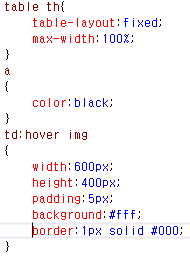 table th{
table-layout:fixed;
max-width:100%;
}
a
{
color:black;
}
td:hover img
{
width:600px;
height:400px;
padding:5px;
background:#fff;
border:1px solid #000;
}